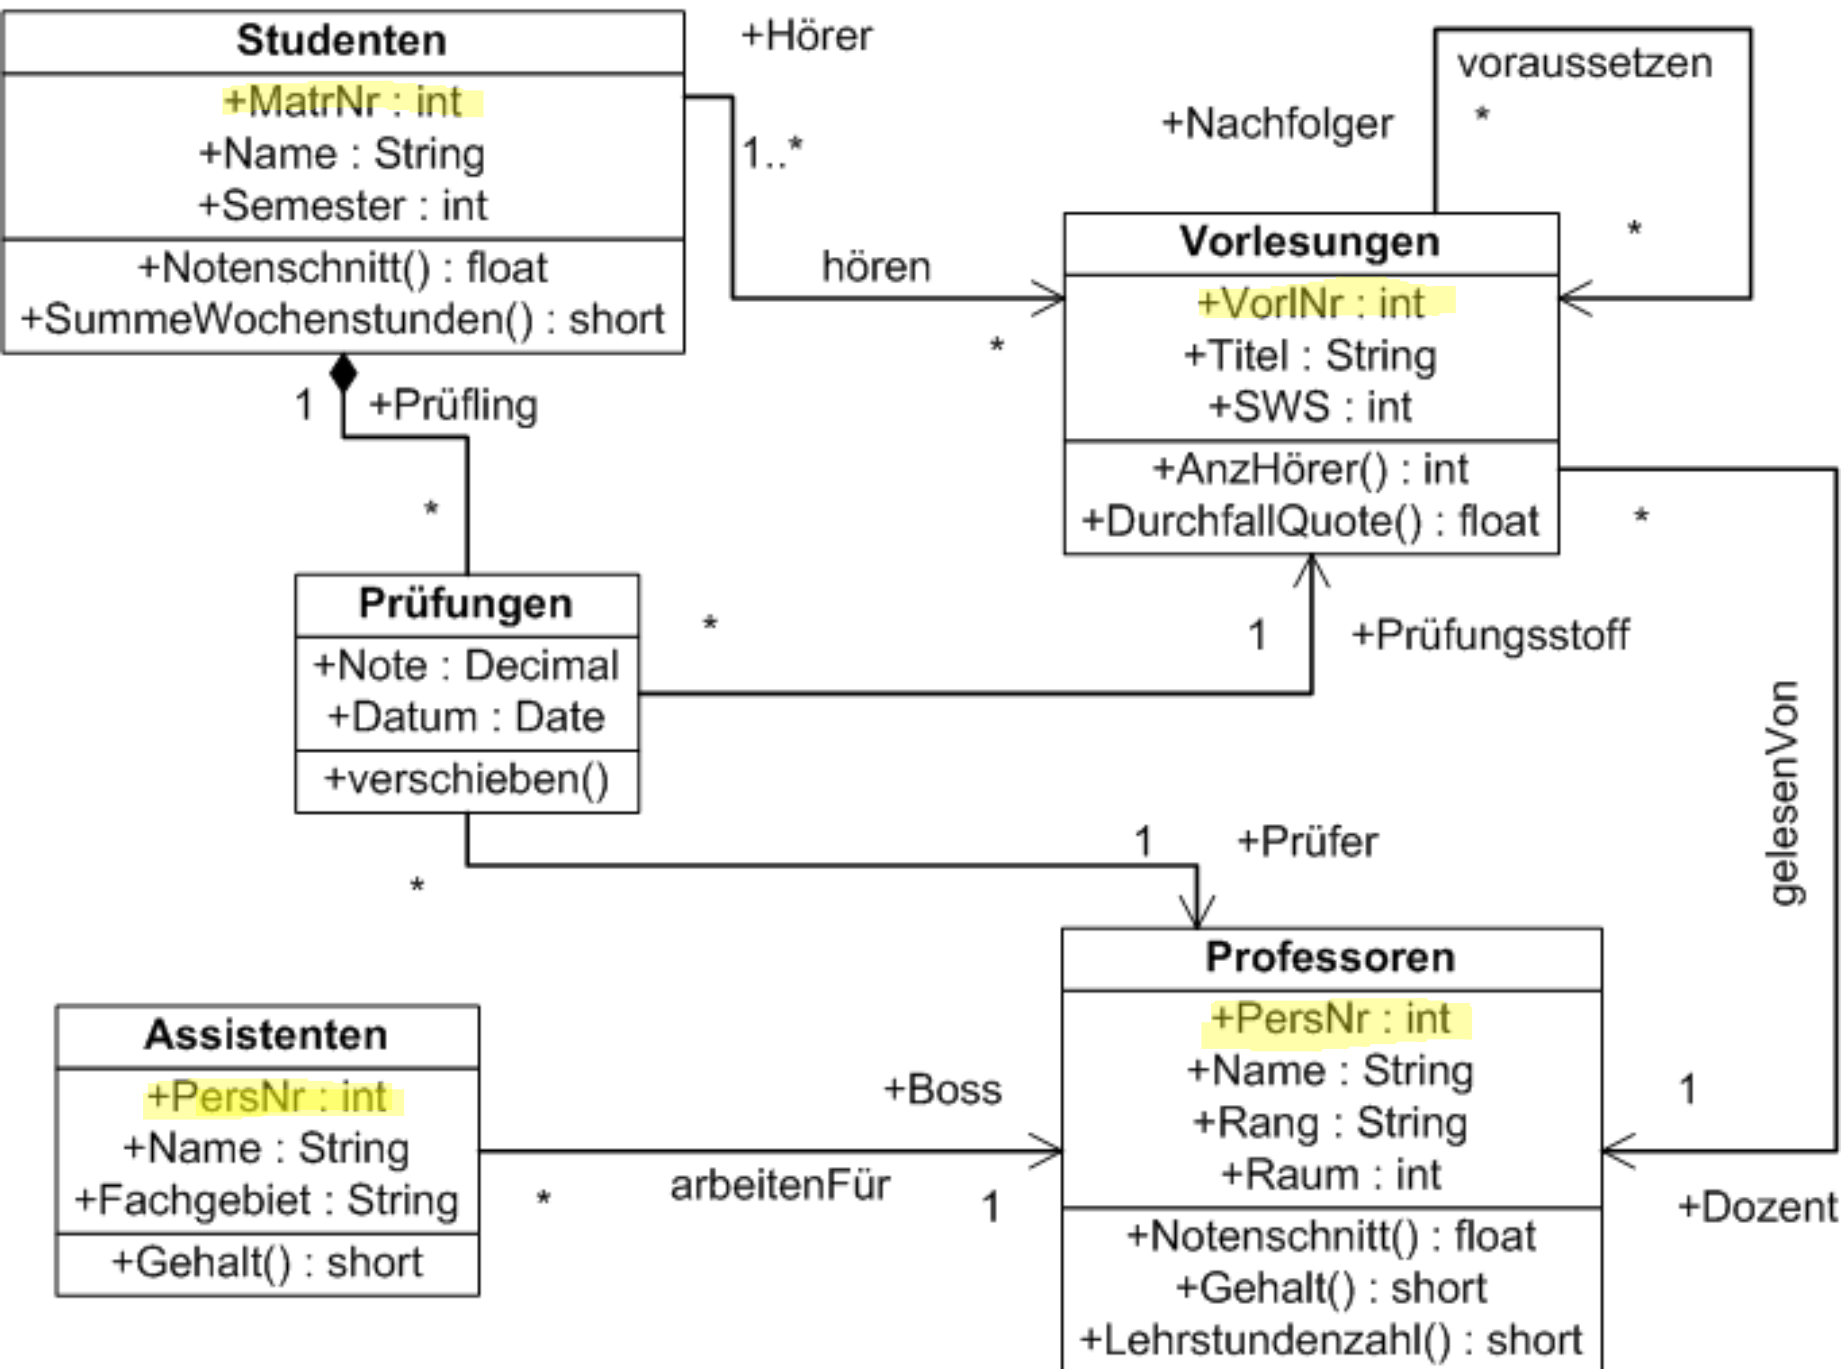 Studenten
+MatrNr : int
+Name : String
+Semester : int
+Notenschnitt() : float
+SummeWochenstunden() : short
+Hörer
1..*
hören
*
voraussetzen
+Nachfolger
*
*
Vorlesungen
+VorlNr : int
+Titel : String
+SWS : int
+AnzHörer() : int
+DurchfallQuote() : float
1
+Prüfling
*
Prüfungen
+Note : Decimal
+Datum : Date
+verschieben()
*
1
+Prüfungsstoff
*
gelesenVon
1
+Dozent
*
1
+Prüfer
Assistenten
+PersNr : int
+Name : String
+Fachgebiet : String
+Gehalt() : short
+Boss
*
arbeitenFür
1
Professoren
+PersNr : int
+Name : String
+Rang : String
+Raum : int
+Notenschnitt() : float
+Gehalt() : short
+Lehrstundenzahl() : short